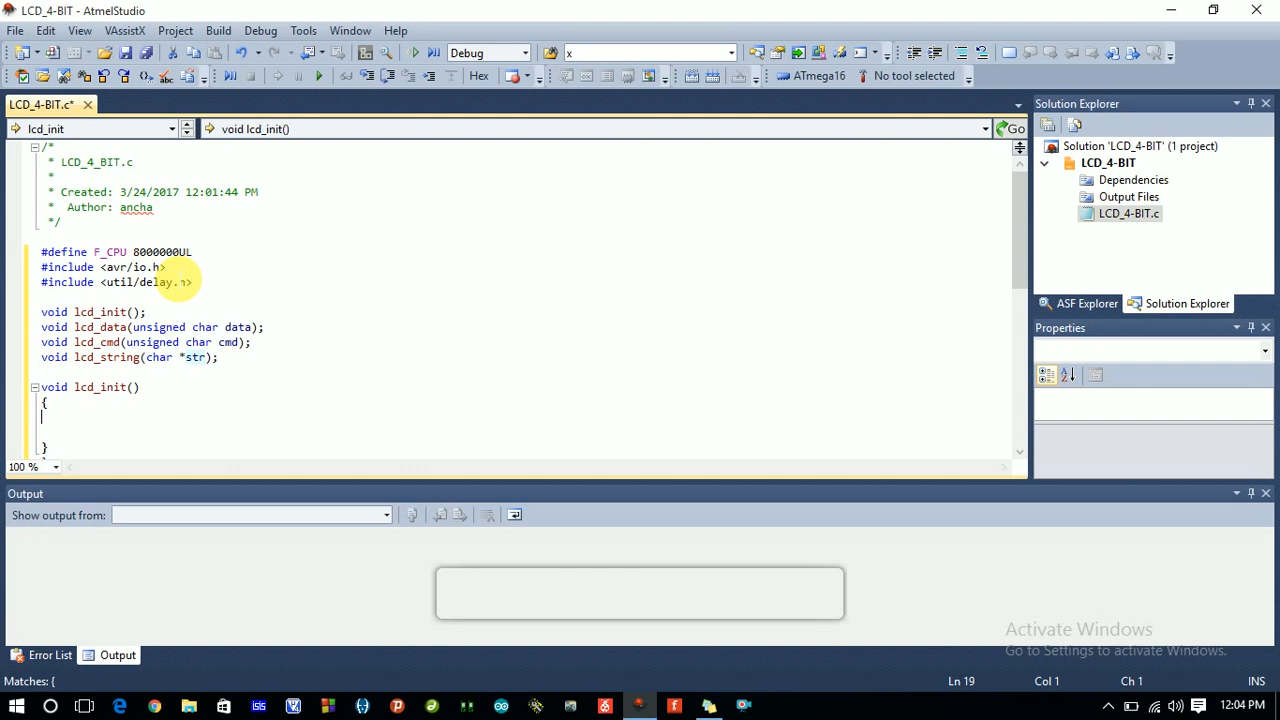 LCD_4-BIT - AtmelStudio
File Edit View VAssistX Project Build Debug Tools Window Help
Debug x
Hex ATmega16 No tool selected
LCD_4-BIT.c*
lcd_init void lcd_init() Go
/*
* LCD_4_BIT.c
*
* Created: 3/24/2017 12:01:44 PM
* Author: ancha
*/
#define F_CPU 8000000UL
#include <avr/io.h>
#include <util/delay.h>
void lcd_init();
void lcd_data(unsigned char data);
void lcd_cmd(unsigned char cmd);
void lcd_string(char *str);
void lcd_init()
{
}
100 %
Solution Explorer
Solution 'LCD_4-BIT' (1 project)
LCD_4-BIT
Dependencies
Output Files
LCD_4-BIT.c
ASF Explorer Solution Explorer
Properties
Output
Show output from:
Error List Output
Activate Windows
Go to Settings to activate Windows.
Matches: { Ln 19 Col 1 Ch 1 INS
12:04 PM